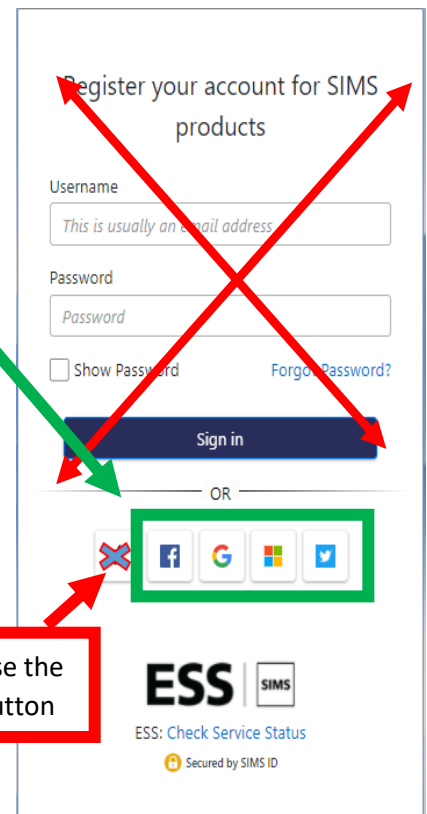 Register your account for SIMS
products
Username
This is usually an email address
Password
Password
Show Password Forgot Password?
Sign in
OR
se the
utton
ESS SIMS
ESS: Check Service Status
Secured by SIMS ID